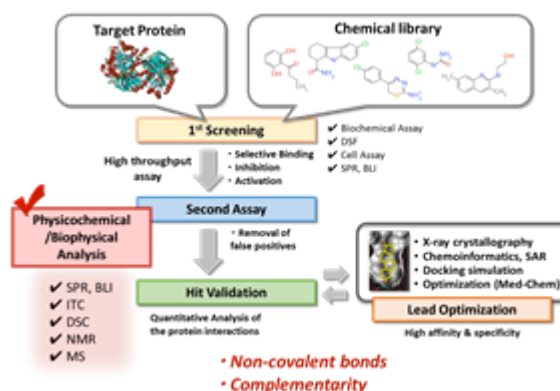 Target Protein
Chemical library
1st Screening
✔ Biochemical Assay
✔ DSF
✔ Cell Assay
✔ SPR, BLI
High throughput
assay
・Selective Binding
・Inhibition
・Activation
Second Assay
・Removal of
false positives
Physicochemical
/Biophysical
Analysis
✔ SPR, BLI
✔ ITC
✔ DSC
✔ NMR
✔ MS
Hit Validation
Quantitative Analysis of
the protein interactions
・X-ray crystallography
・Chemoinformatics, SAR
・Docking simulation
・Optimization (Med-Chem)
Lead Optimization
High affinity & specificity
・Non-covalent bonds
・Complementarity